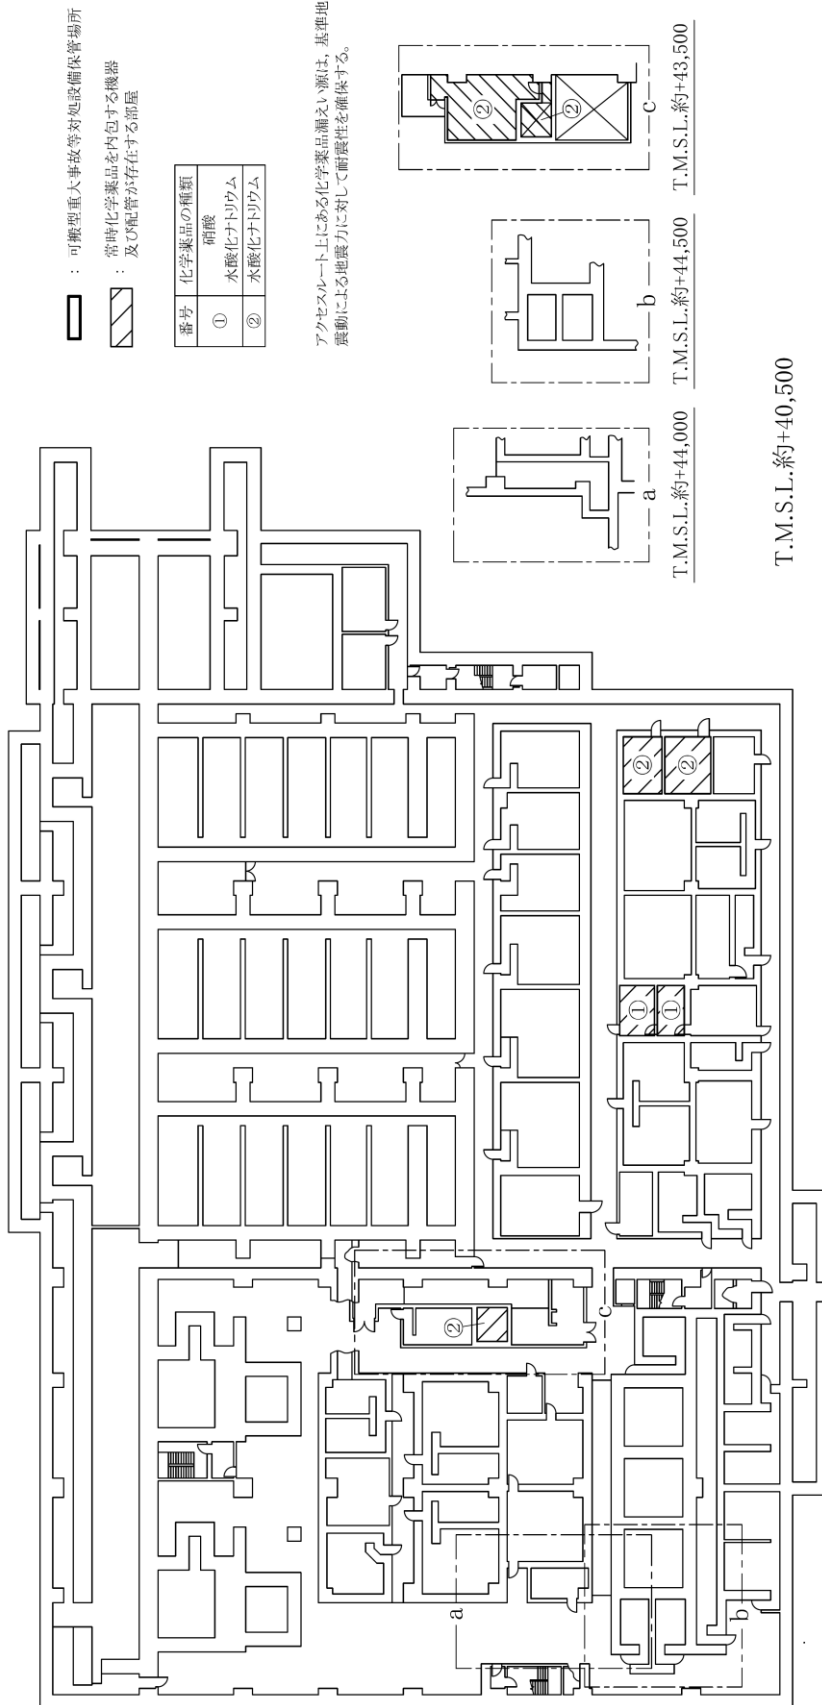 ： 可搬型重大事故等対処設備保管場所
： 常時化学薬品を内包する機器
及び配管が存在する部屋
番号 化学薬品の種類
① 硝酸
水酸化ナトリウム
② 水酸化ナトリウム
アクセスルート上にある化学薬品漏えい源は，基準地
震動による地震力に対して耐震性を確保する。
②
②
c
T.M.S.L.約+43,500
b
T.M.S.L.約+44,500
a
T.M.S.L.約+44,000
T.M.S.L.約+40,500
②
②
①
①
②
c
a
b